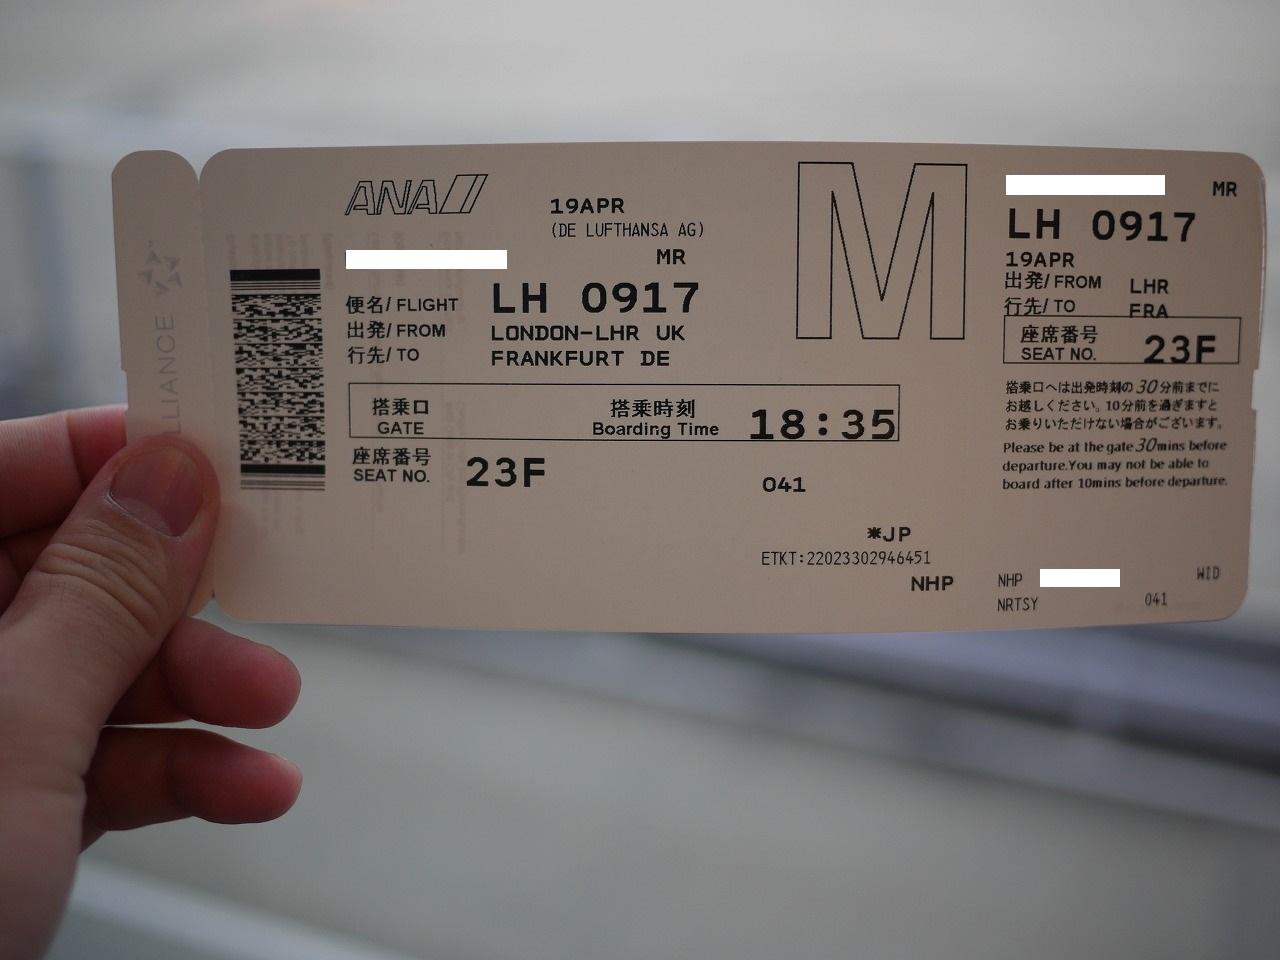 ANA
19APR
(DE LUFTHANSA AG)
MR
便名/ FLIGHT LH 0917
出発/ FROM LONDON-LHR UK
行先/ TO FRANKFURT DE
搭乗口 搭乗時刻
GATE Boarding Time 18:35
座席番号
SEAT NO. 23F
041
✳JP
ETKT:22023302946451
NHP
M
MR
LH 0917
19APR
出発/ FROM LHR
行先/ TO FRA
座席番号
SEAT NO. 23F
搭乗口へは出発時刻の30分前までに
お越しください。10分前を過ぎますと
お乗りいただけない場合がございます。
Please be at the gate 30mins before
departure.You may not be able to
board after 10mins before departure.
NHP WID
NRTSY 041
LLIANCE